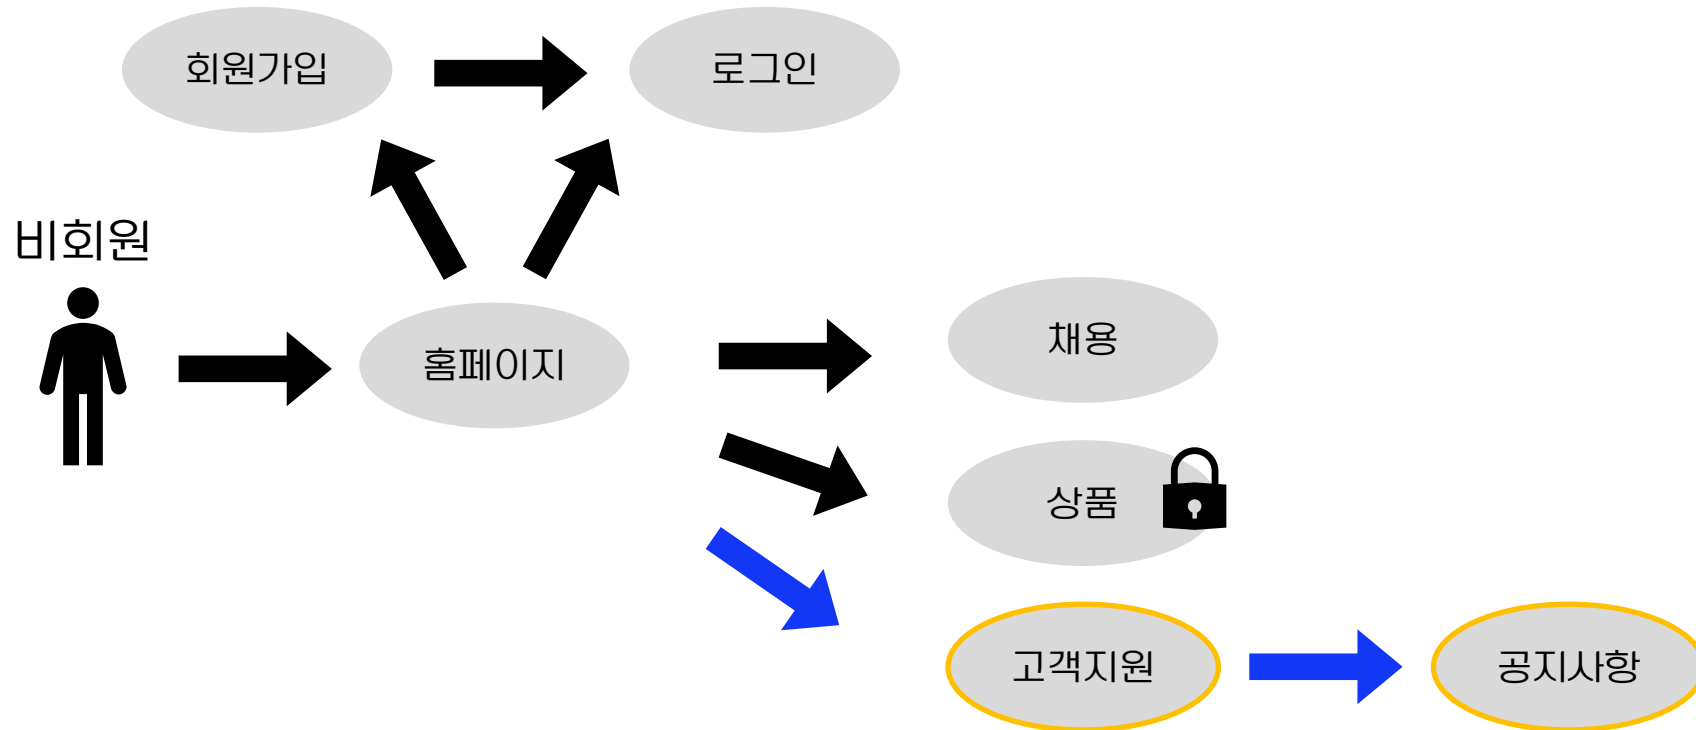 회원가입
로그인
비회원
홈페이지
채용
상품
고객지원
공지사항